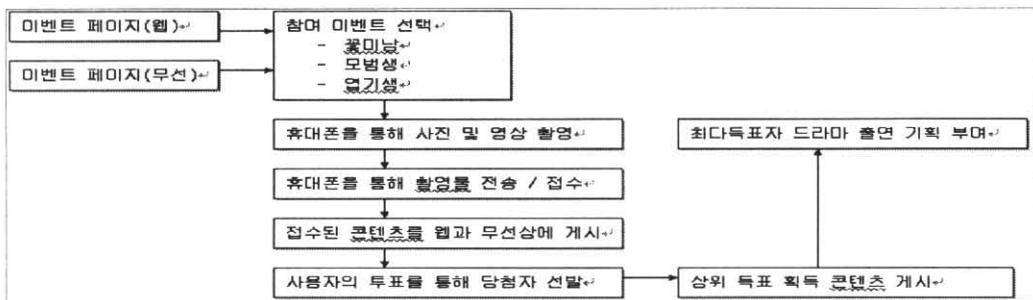 이벤트 페이지(웹)
이벤트 페이지(무선)
참여 이벤트 선택
- 꽃미남
- 모범생
- 엽기생
휴대폰을 통해 사진 및 영상 촬영
휴대폰을 통해 촬영물 전송 / 접수
접수된 콘텐츠를 웹과 무선상에 게시
사용자의 투표를 통해 당첨자 선발
상위 득표 획득 콘텐츠 게시
최다득표자 드라마 출연 기획 부여